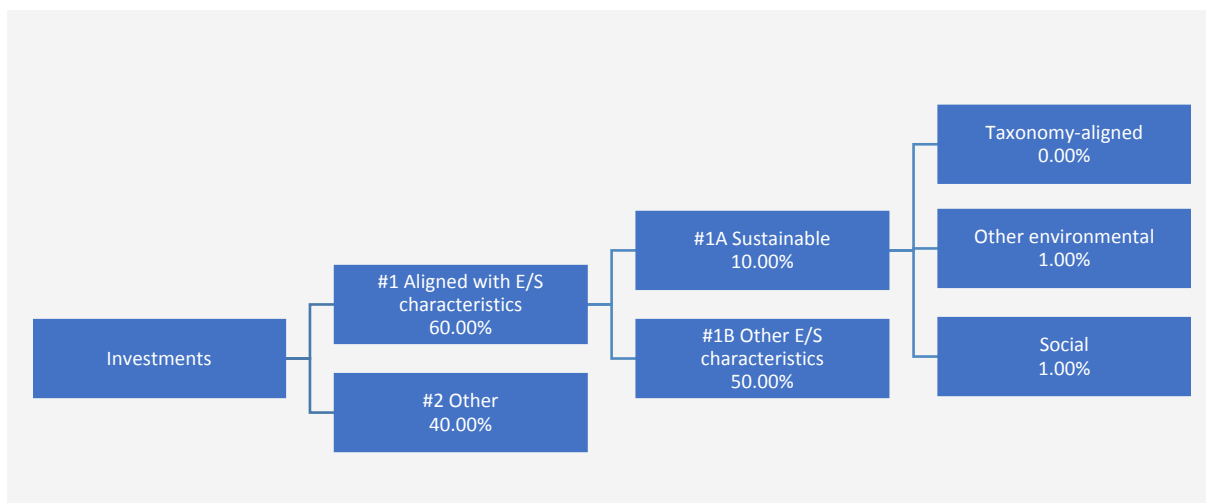 Investments
#1 Aligned with E/S
characteristics
60.00%
#2 Other
40.00%
#1A Sustainable
10.00%
#1B Other E/S
characteristics
50.00%
Taxonomy-aligned
0.00%
Other environmental
1.00%
Social
1.00%